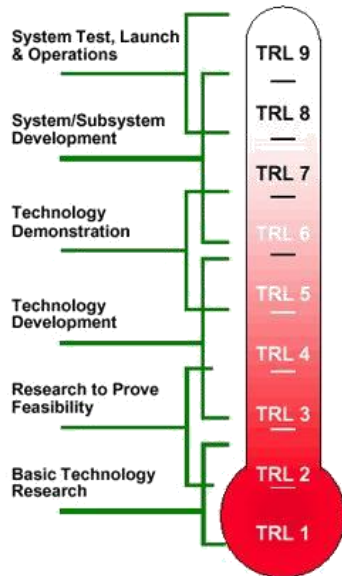 System Test, Launch
& Operations
System/Subsystem
Development
Technology
Demonstration
Technology
Development
Research to Prove
Feasibility
Basic Technology
Research
TRL 9
TRL 8
TRL 7
TRL 6
TRL 5
TRL 4
TRL 3
TRL 2
TRL 1